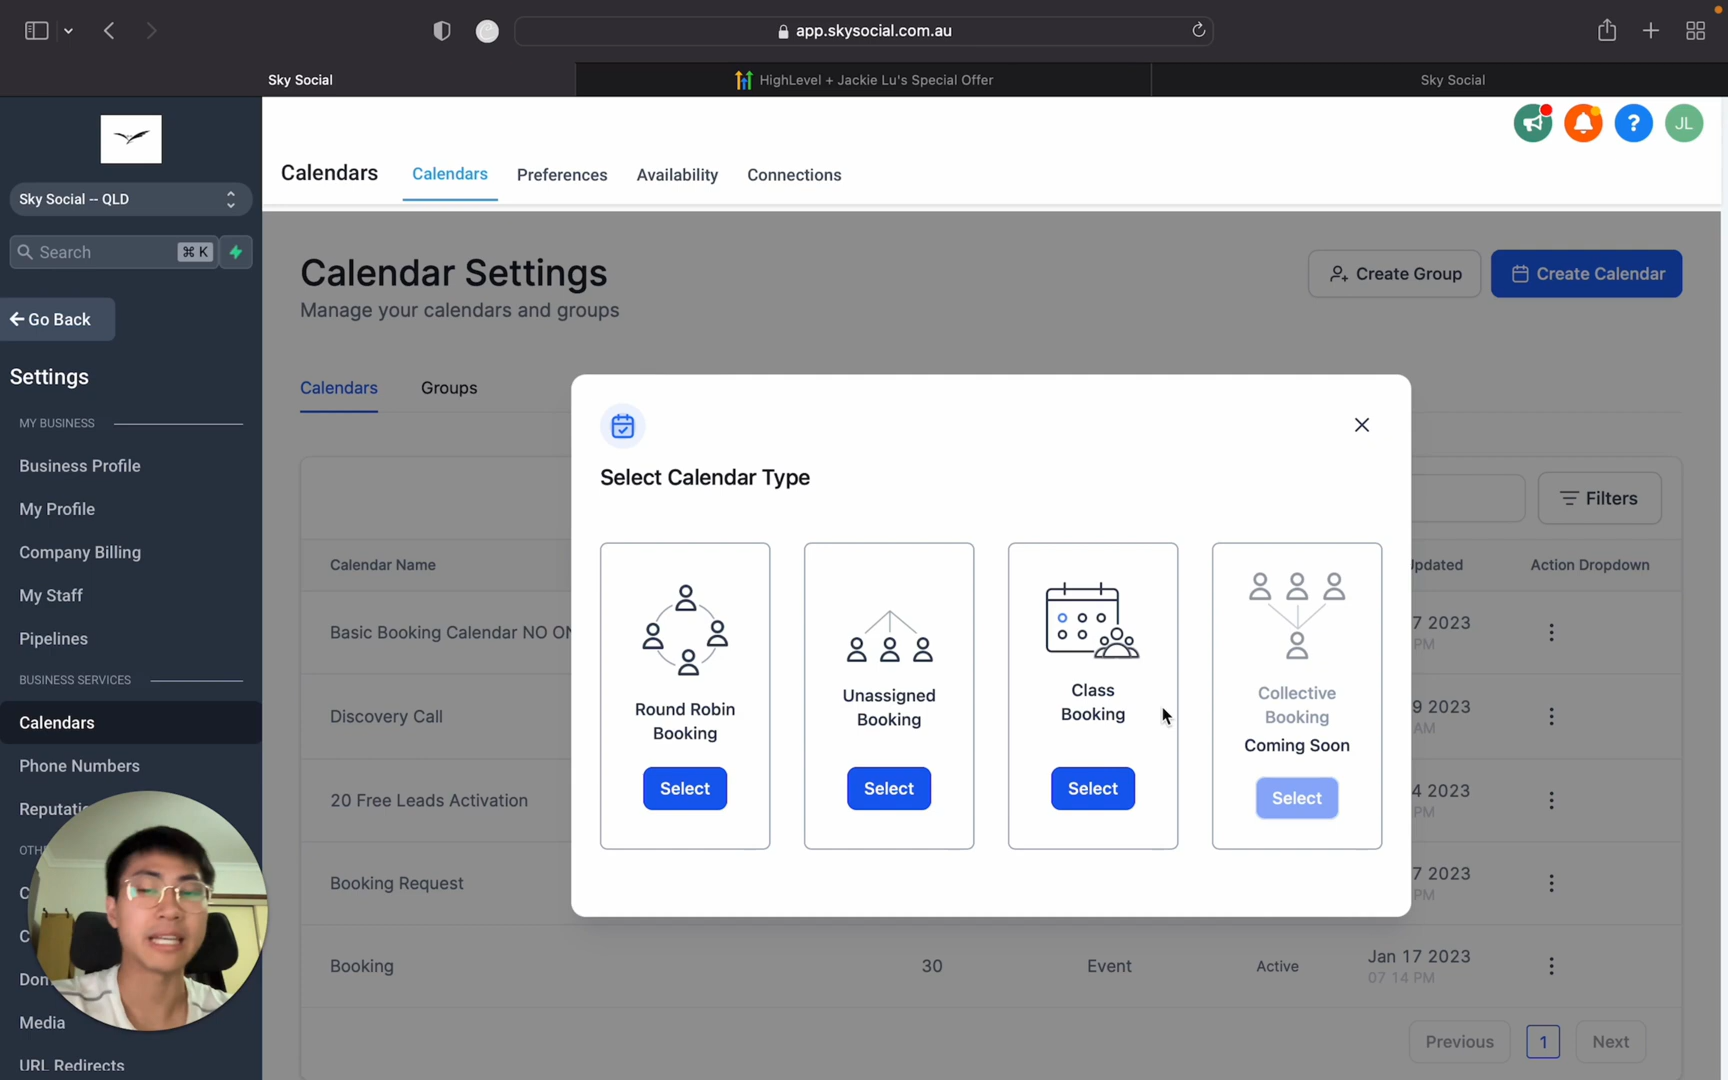 app.skysocial.com.au
Sky Social
HighLevel + Jackie Lu's Special Offer
Sky Social
JL
Calendars
Calendars
Preferences
Availability
Connections
Sky Social -- QLD
Search
⌘ K
Go Back
Settings
MY BUSINESS
Business Profile
My Profile
Company Billing
My Staff
Pipelines
BUSINESS SERVICES
Calendars
Phone Numbers
Media
URL Redirects
Calendar Settings
Manage your calendars and groups
Create Group
Create Calendar
Calendars
Groups
Filters
Calendar Name
Action Dropdown
Basic Booking Calendar NO
7 2023
PM
Discovery Call
9 2023
AM
20 Free Leads Activation
4 2023
PM
Booking Request
7 2023
PM
Booking
30
Event
Active
Jan 17 2023
07 14 PM
Previous
1
Next
Select Calendar Type
Round Robin
Booking
Select
Unassigned
Booking
Select
Class
Booking
Select
Collective
Booking
Coming Soon
Select